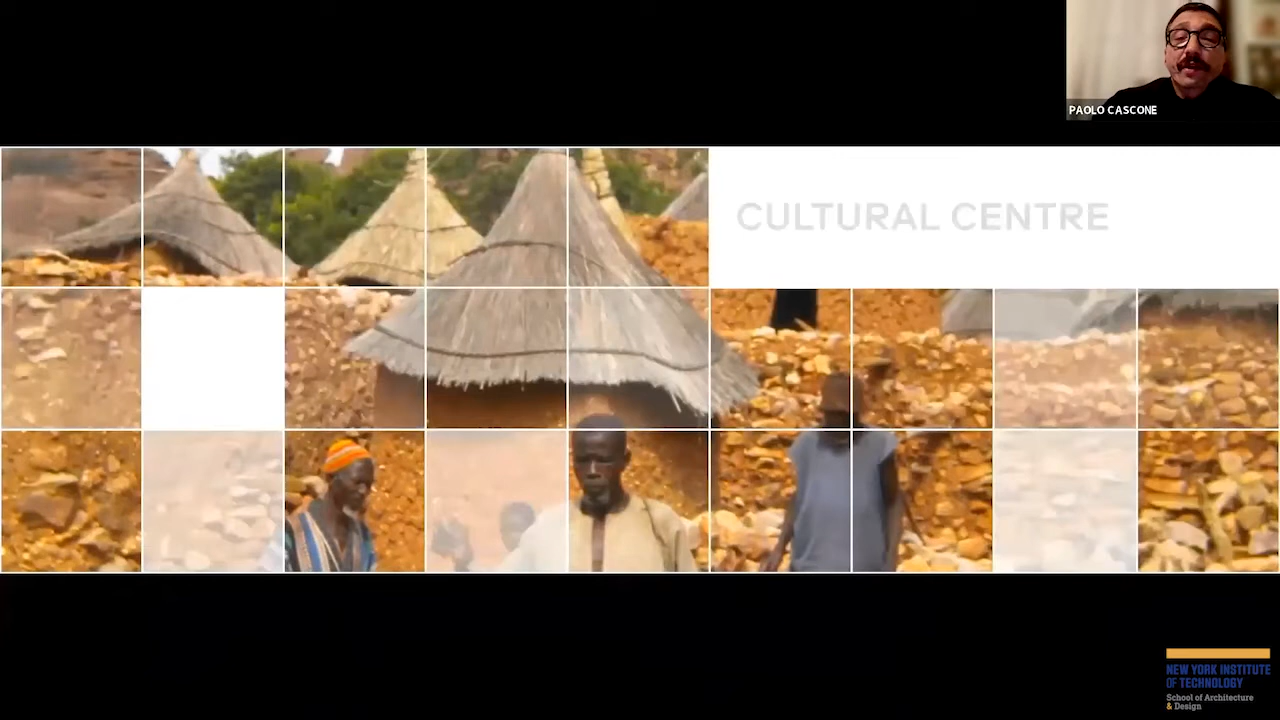 PAOLO CASCONE
CULTURAL CENTRE
NEW YORK INSTITUTE
OF TECHNOLOGY
School of Architecture
& Design